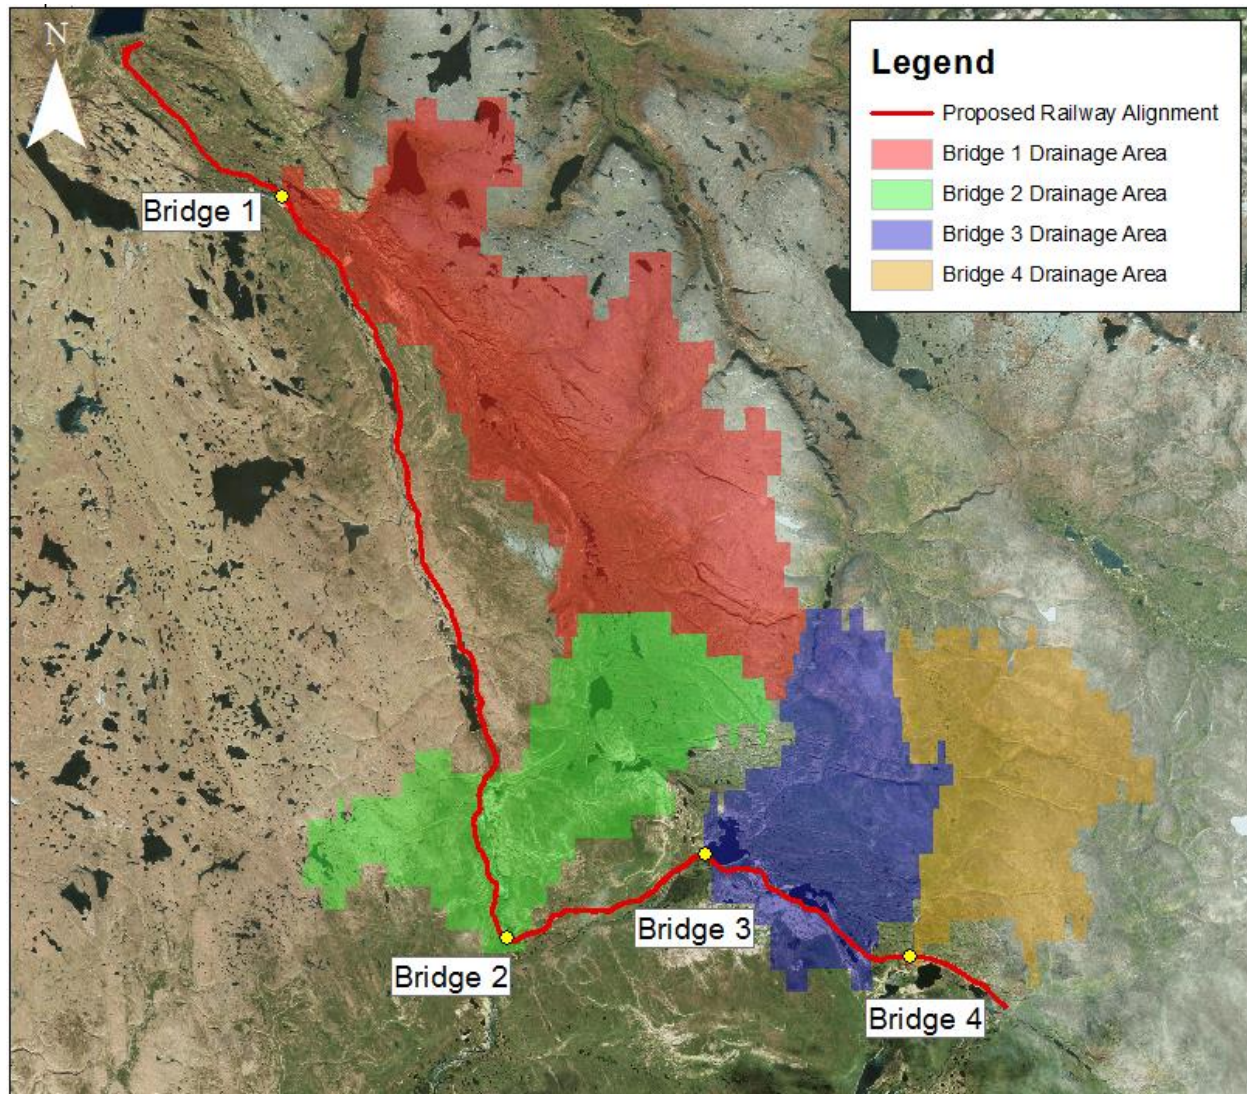 N
Legend
Proposed Railway Alignment
Bridge 1 Drainage Area
Bridge 2 Drainage Area
Bridge 3 Drainage Area
Bridge 4 Drainage Area
Bridge 1
Bridge 3
Bridge 2
Bridge 4